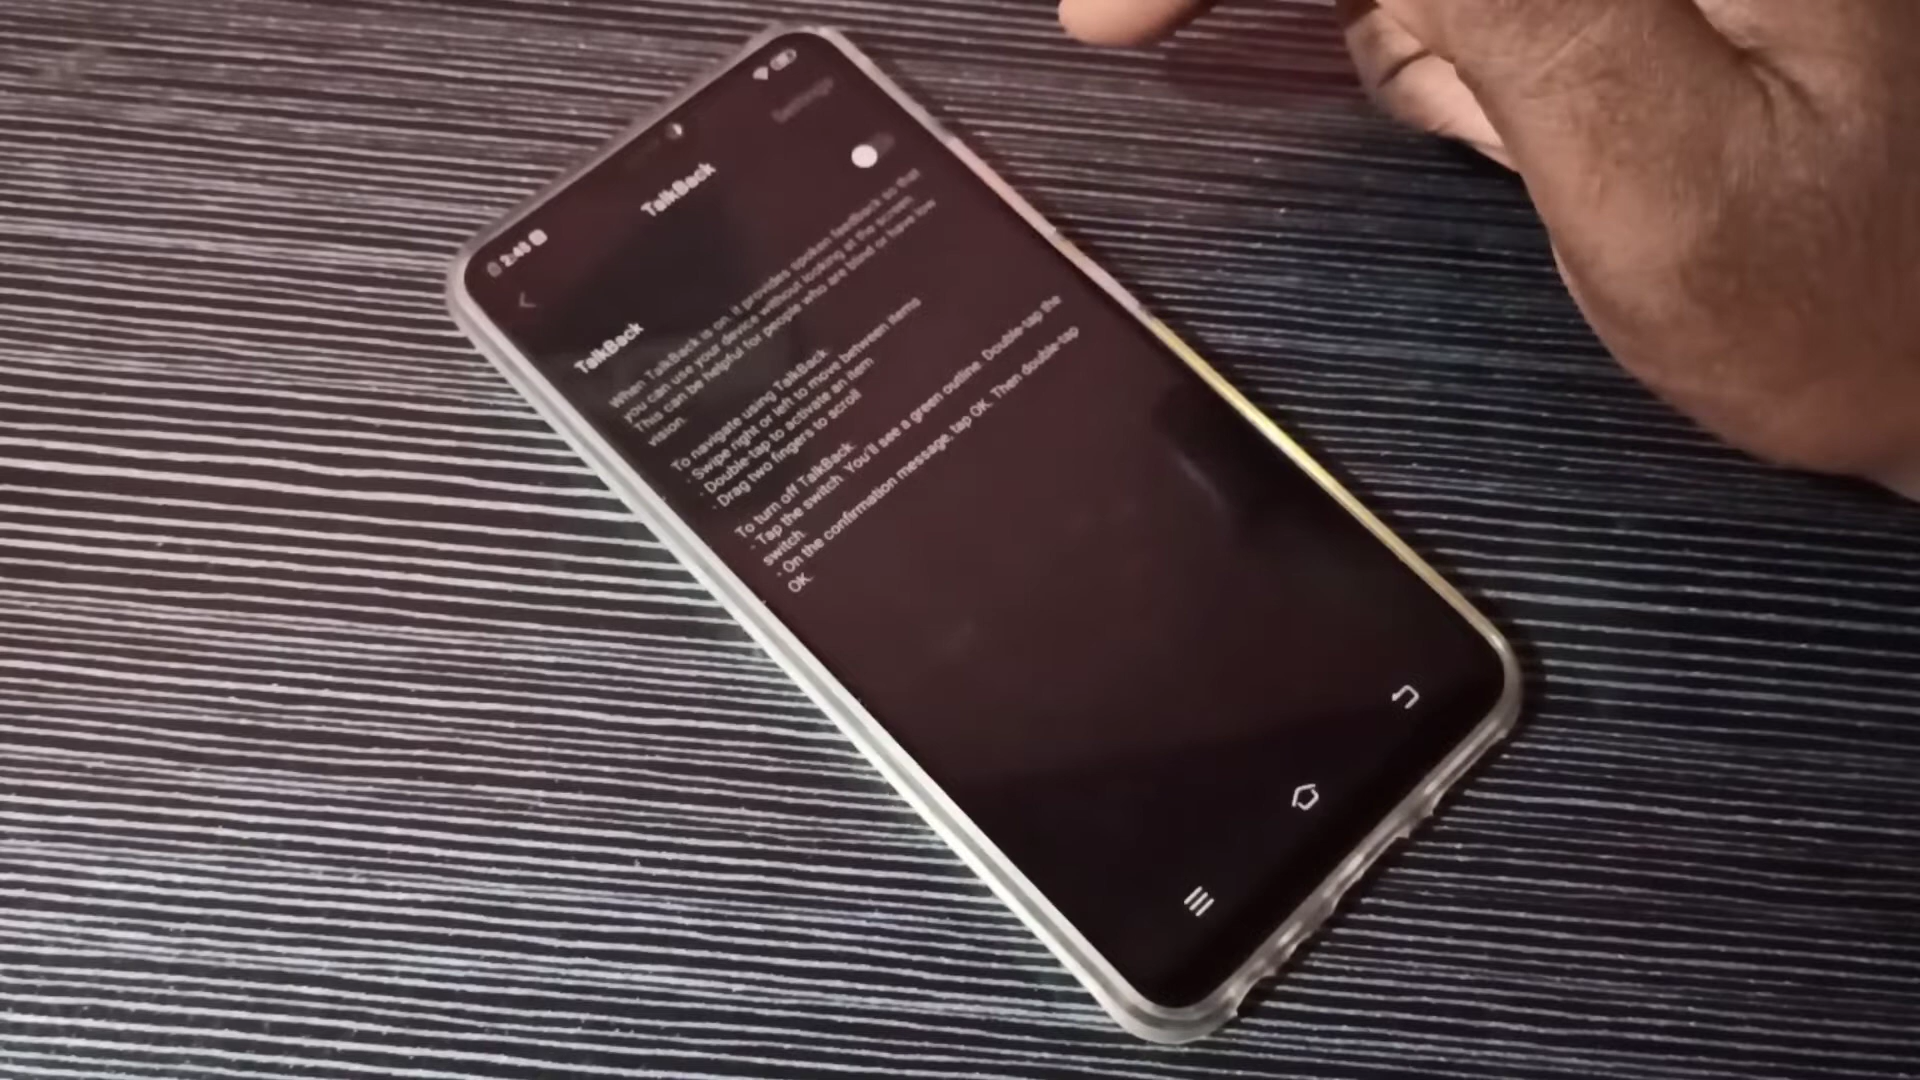 2:48
Settings
TalkBack
TalkBack
When TalkBack is on, it provides spoken feedback so that
you can use your device without looking at the screen.
This can be helpful for people who are blind or have low
vision.
To navigate using TalkBack:
- Swipe right or left to move between items
- Double-tap to activate an item
- Drag two fingers to scroll
To turn off TalkBack:
- Tap the switch. You'll see a green outline. Double-tap the
switch.
- On the confirmation message, tap OK. Then double-tap
OK.